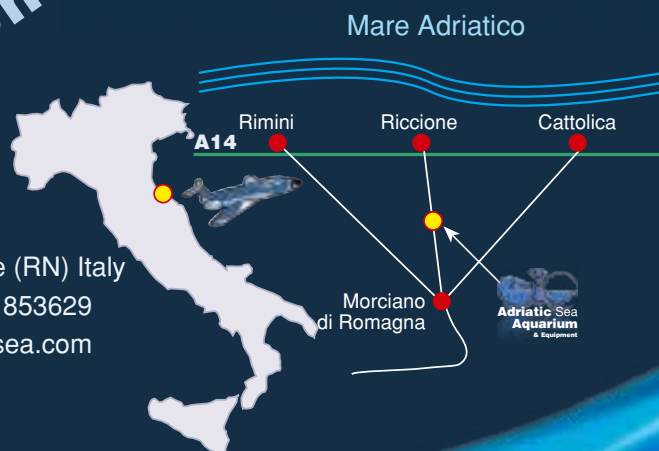 Mare Adriatico
Rimini
Riccione
Cattolica
A14
(RN) Italy
853629
sea.com
Morciano
di Romagna
Adriatic Sea
Aquarium
& Equipment